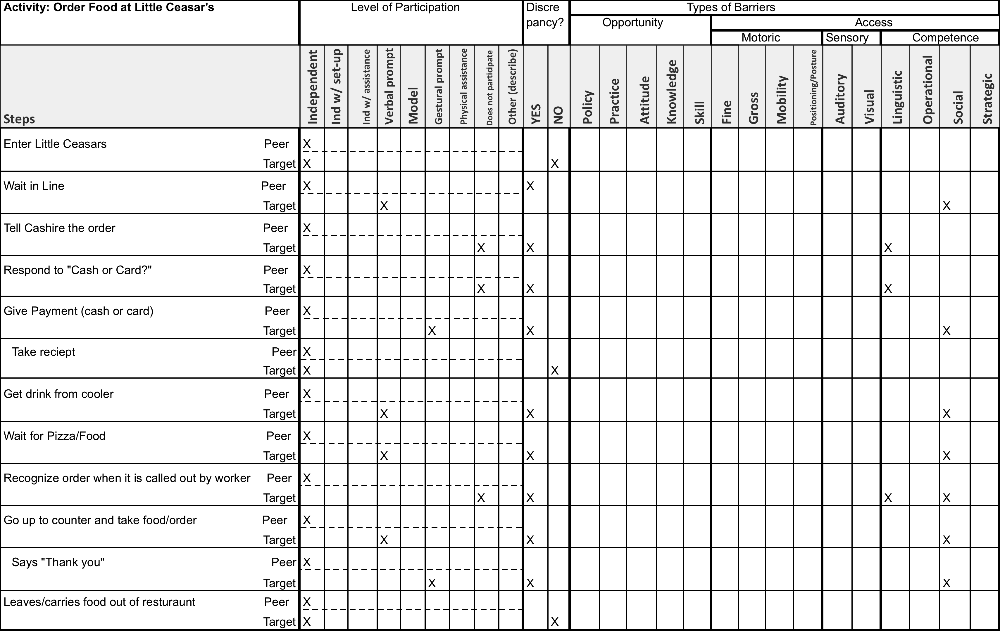 Activity: Order Food at Little Ceasar's
Level of Participation
Discre
pancy?
Types of Barriers
Opportunity
Access
Motoric
Sensory
Competence
Steps
Independent
Ind w/ set-up
Ind w/ assistance
Verbal prompt
Model
Gestural prompt
Physical assistance
Does not participate
Other (describe)
YES
NO
Policy
Practice
Attitude
Knowledge
Skill
Fine
Gross
Mobility
Positioning/Posture
Auditory
Visual
Linguistic
Operational
Social
Strategic
Enter Little Ceasars Peer X
Target X X
Wait in Line Peer X X
Target X X
Tell Cashire the order Peer X
Target X X X
Respond to "Cash or Card?" Peer X
Target X X X
Give Payment (cash or card) Peer X
Target X X X
Take reciept Peer X
Target X X
Get drink from cooler Peer X
Target X X X
Wait for Pizza/Food Peer X
Target X X X
Recognize order when it is called out by worker Peer X
Target X X X X
Go up to counter and take food/order Peer X
Target X X X
Says "Thank you" Peer X
Target X X X
Leaves/carries food out of resturaunt Peer X
Target X X